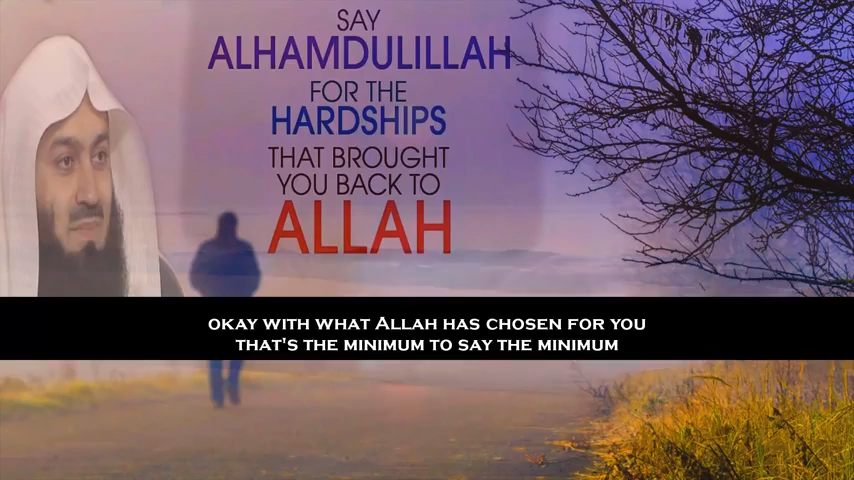 SAY
ALHAMDULILLAH
FOR THE
HARDSHIPS
THAT BROUGHT
YOU BACK TO
ALLAH
OKAY WITH WHAT ALLAH HAS CHOSEN FOR YOU
THAT'S THE MINIMUM TO SAY THE MINIMUM